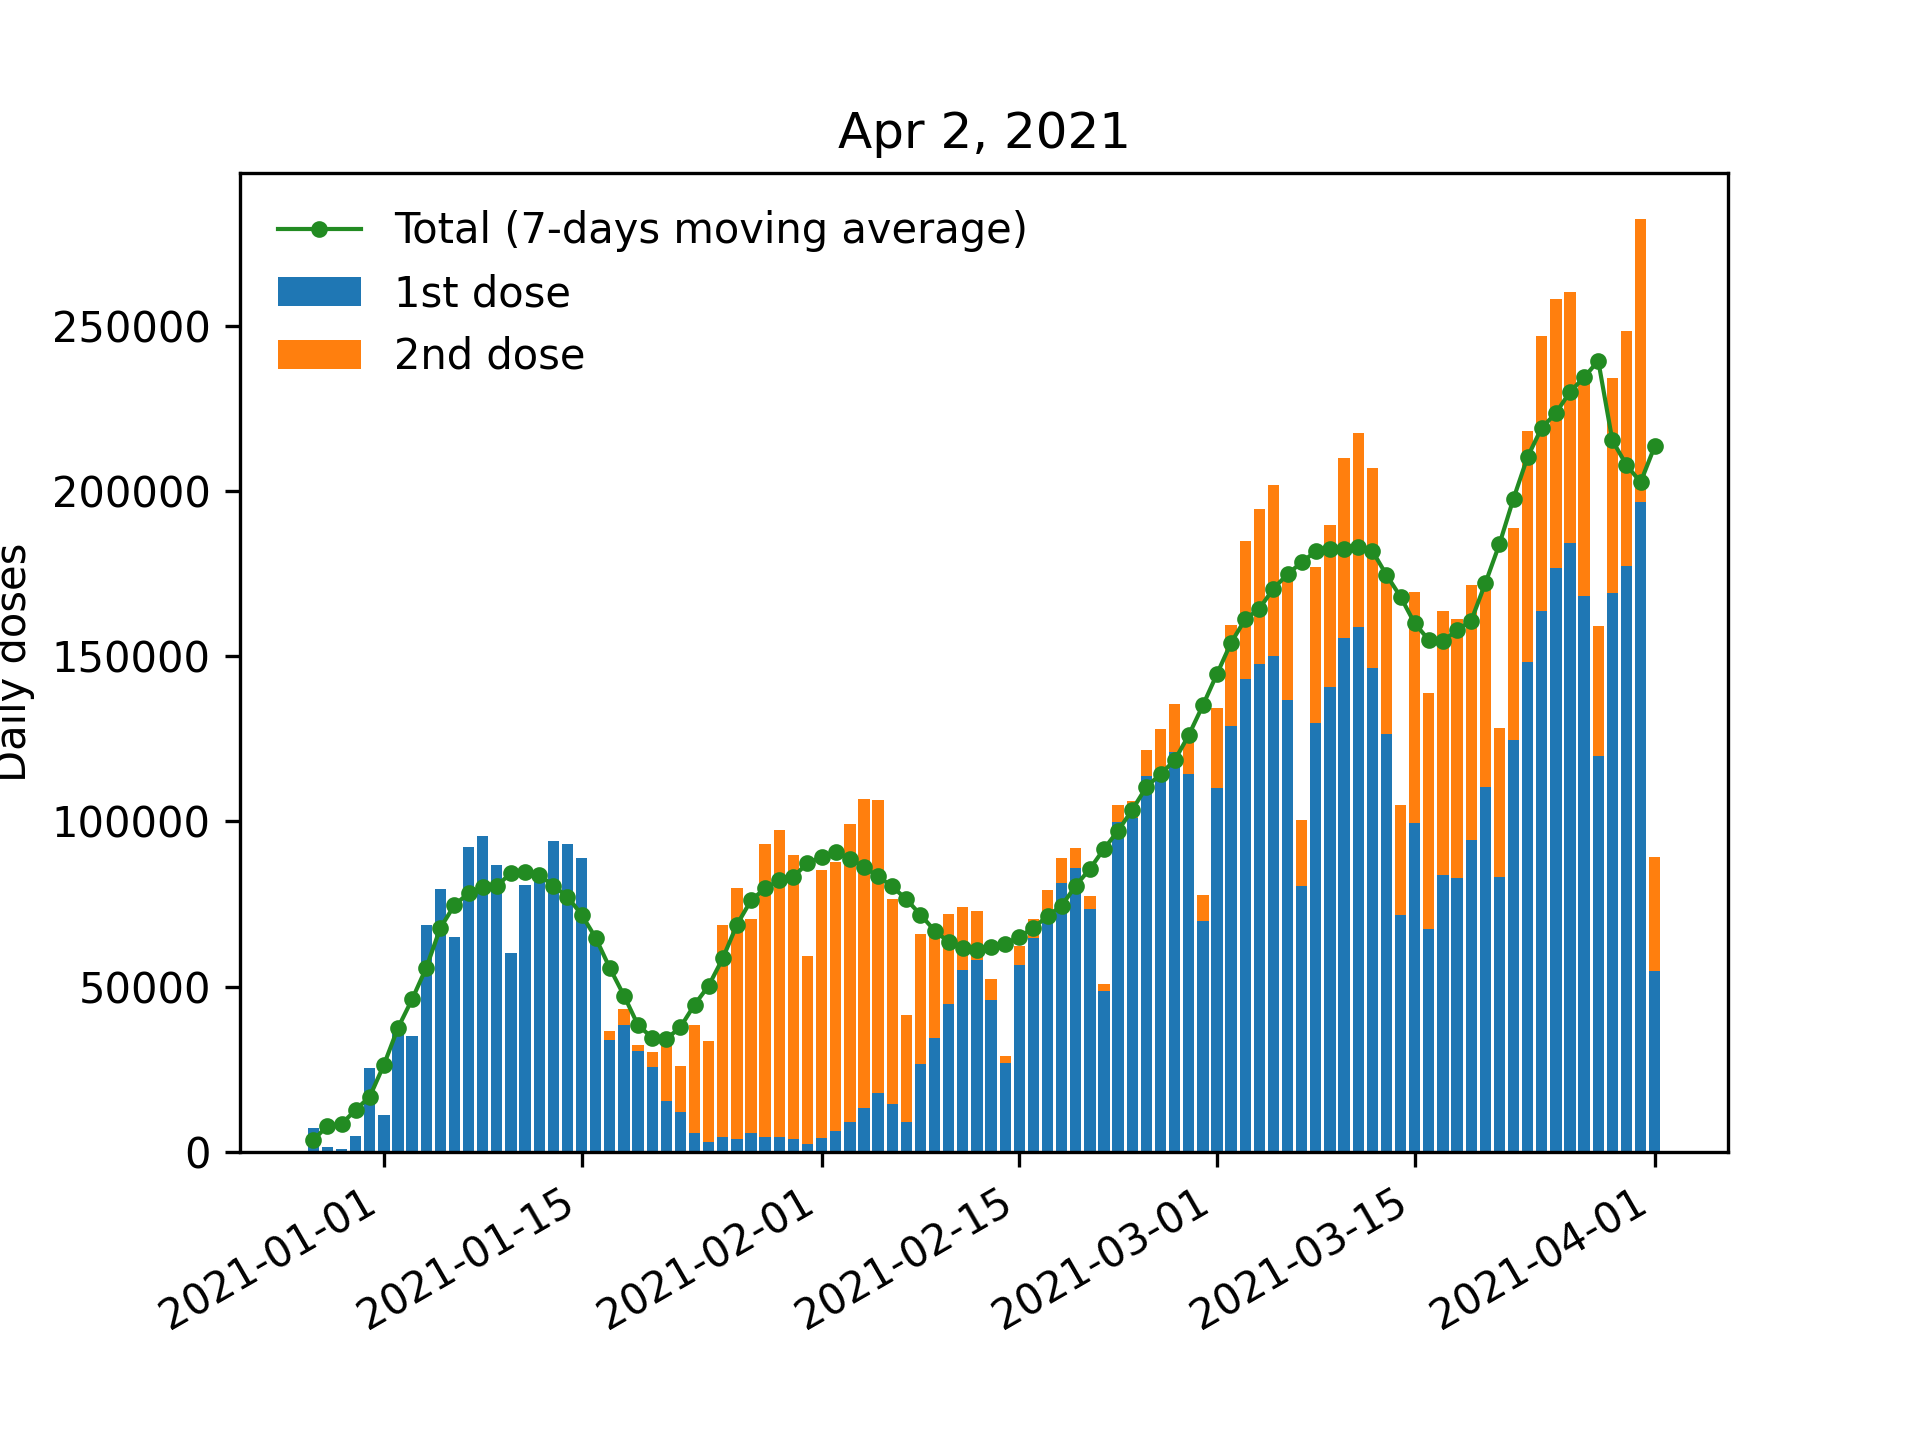 Apr 2, 2021
Total (7-days moving average)
1st dose
2nd dose
Daily doses
250000
200000
150000
100000
50000
0
2021-01-01
2021-01-15
2021-02-01
2021-02-15
2021-03-01
2021-03-15
2021-04-01